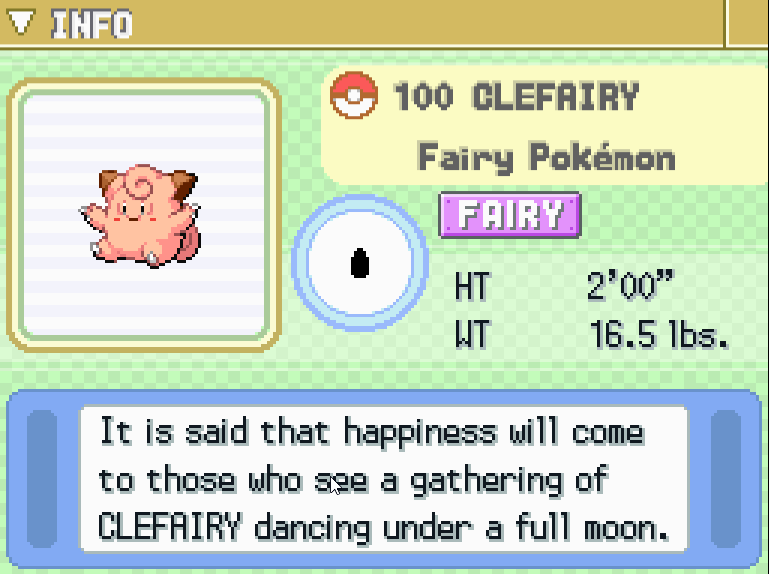 INFO
100 CLEFAIRY
Fairy Pokémon
FAIRY
HT 2'00"
WT 16.5 lbs.
It is said that happiness will come
to those who see a gathering of
CLEFAIRY dancing under a full moon.